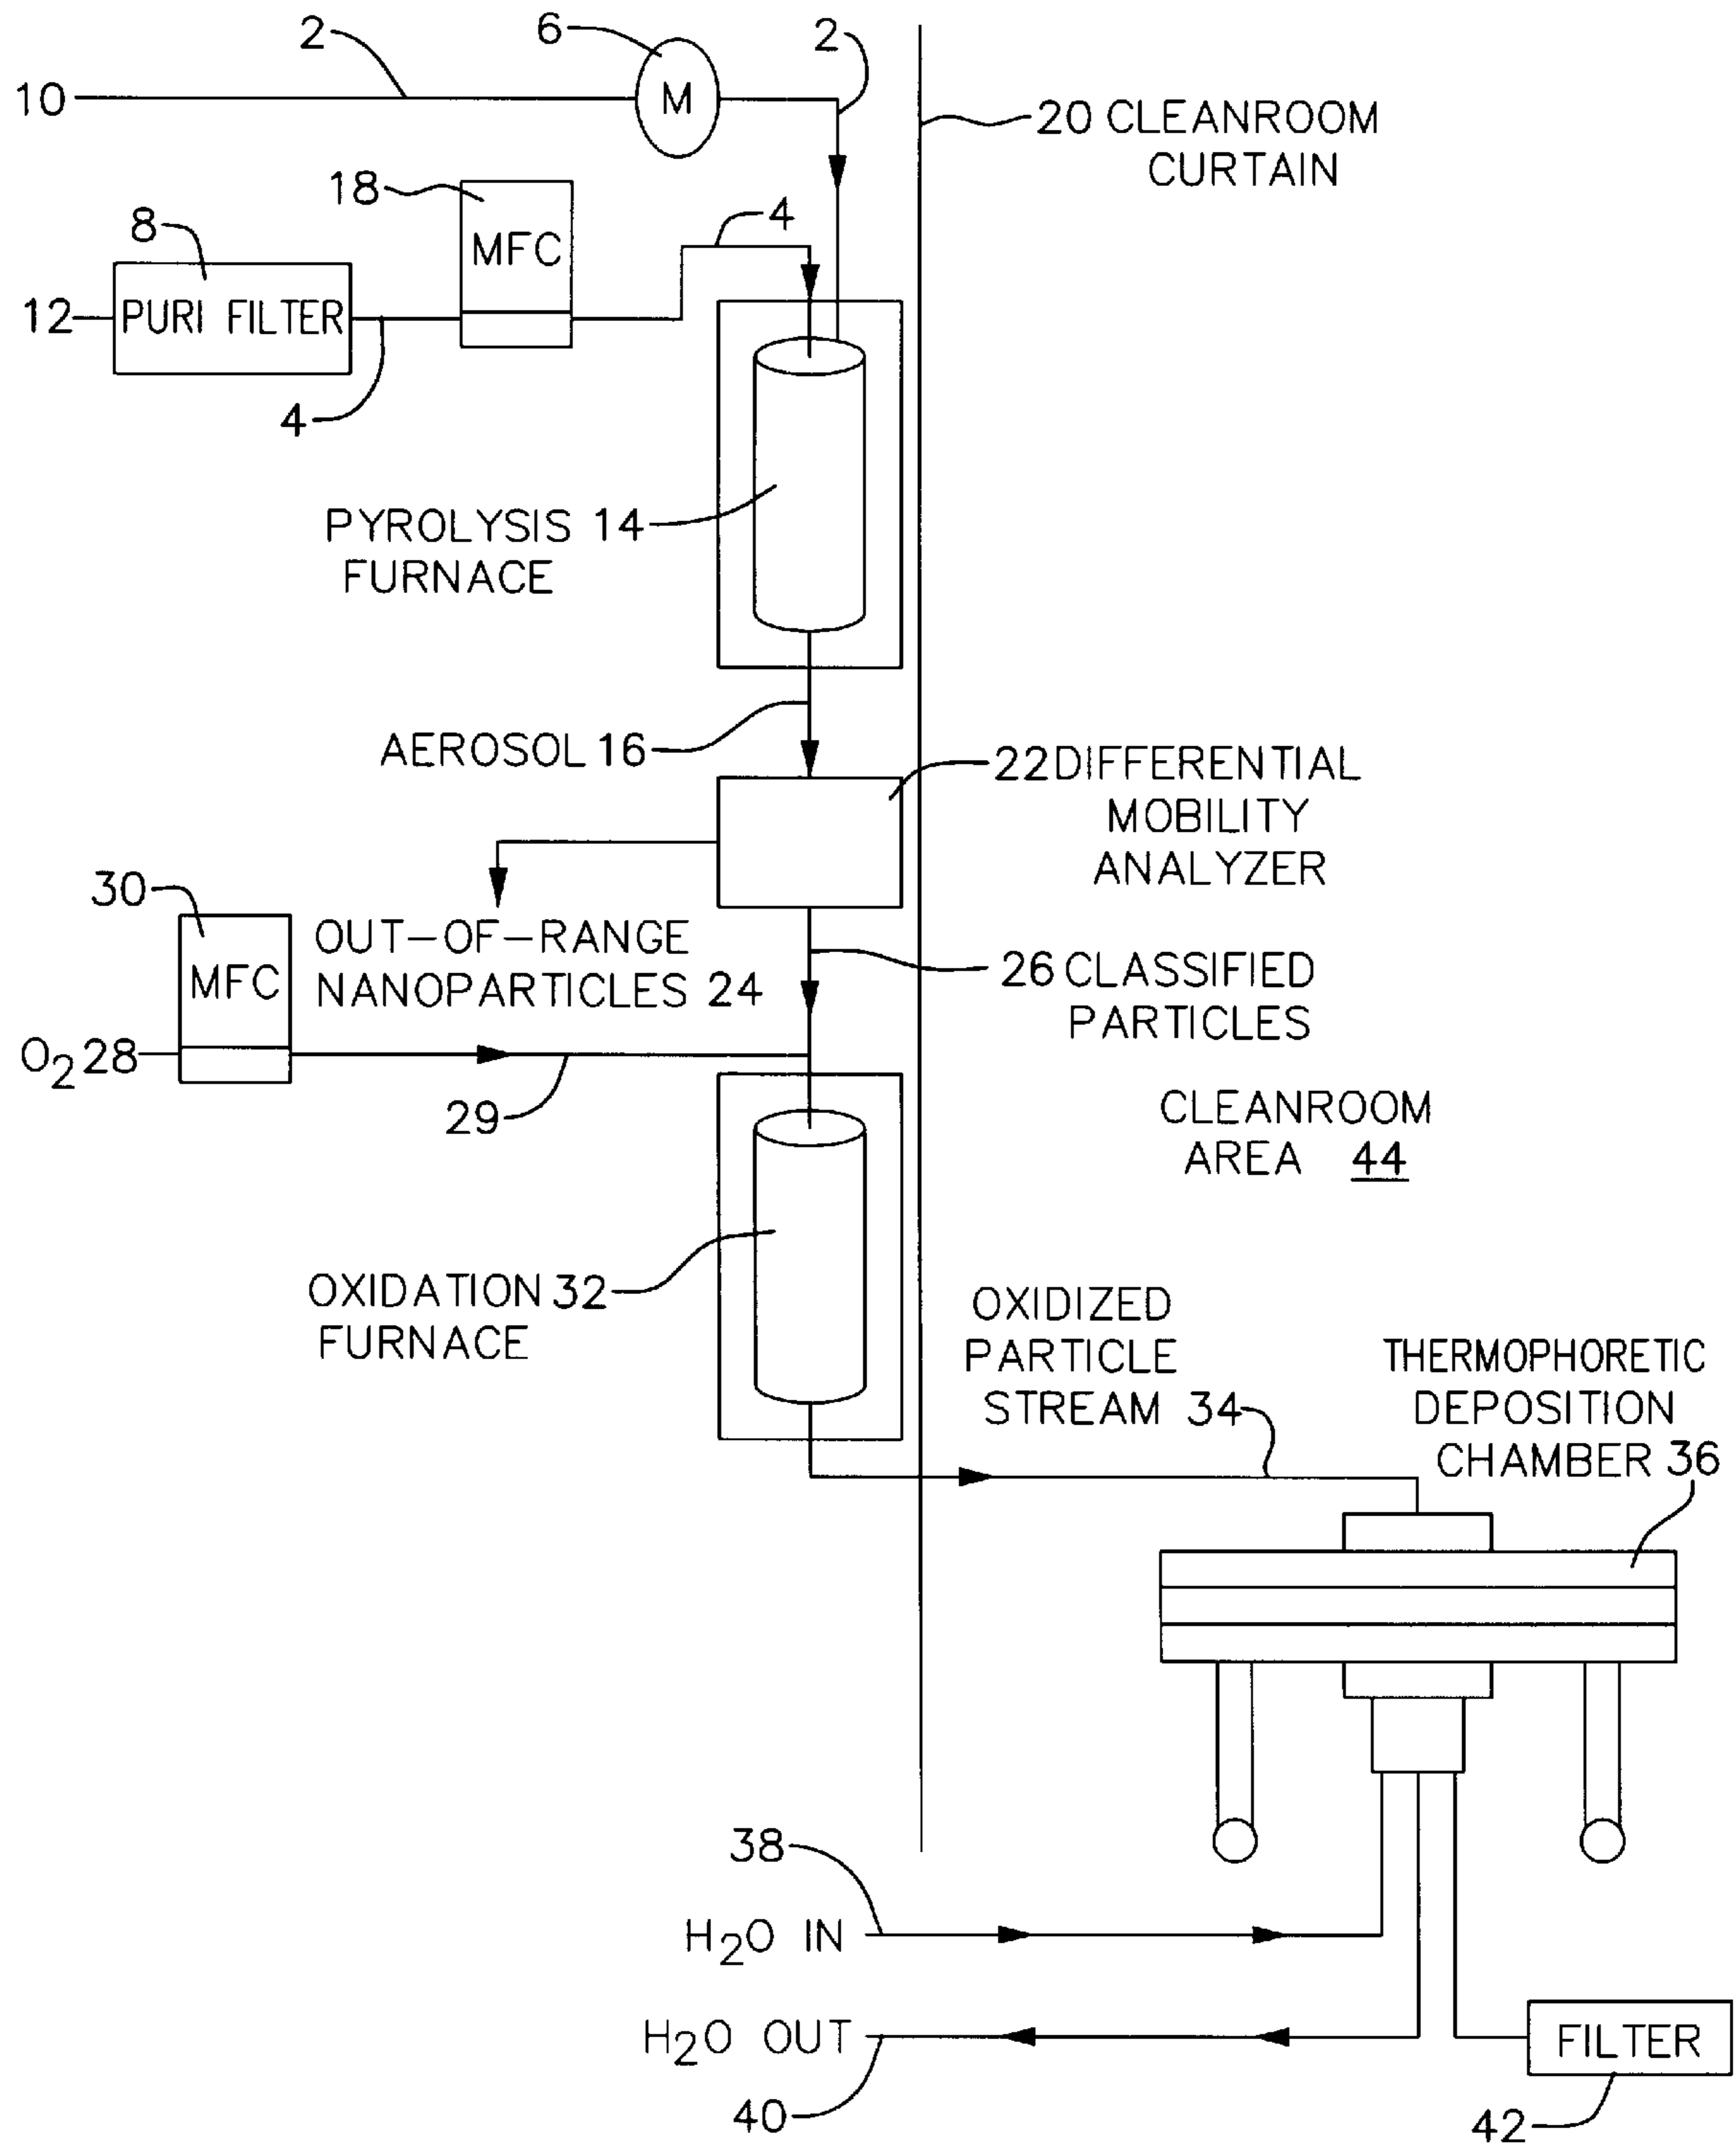 2
6
2
10
M
20 CLEANROOM
CURTAIN
18
4
8
MFC
12
PURI FILTER
4
PYROLYSIS 14
FURNACE
AEROSOL 16
22 DIFFERENTIAL
MOBILITY
ANALYZER
30
OUT-OF-RANGE
NANOPARTICLES 24
MFC
26 CLASSIFIED
PARTICLES
O2 28
29
CLEANROOM
AREA 44
OXIDATION 32
FURNACE
OXIDIZED
PARTICLE
STREAM 34
THERMOPHORETIC
DEPOSITION
CHAMBER 36
38
H2O IN
H2O OUT
FILTER
40
42